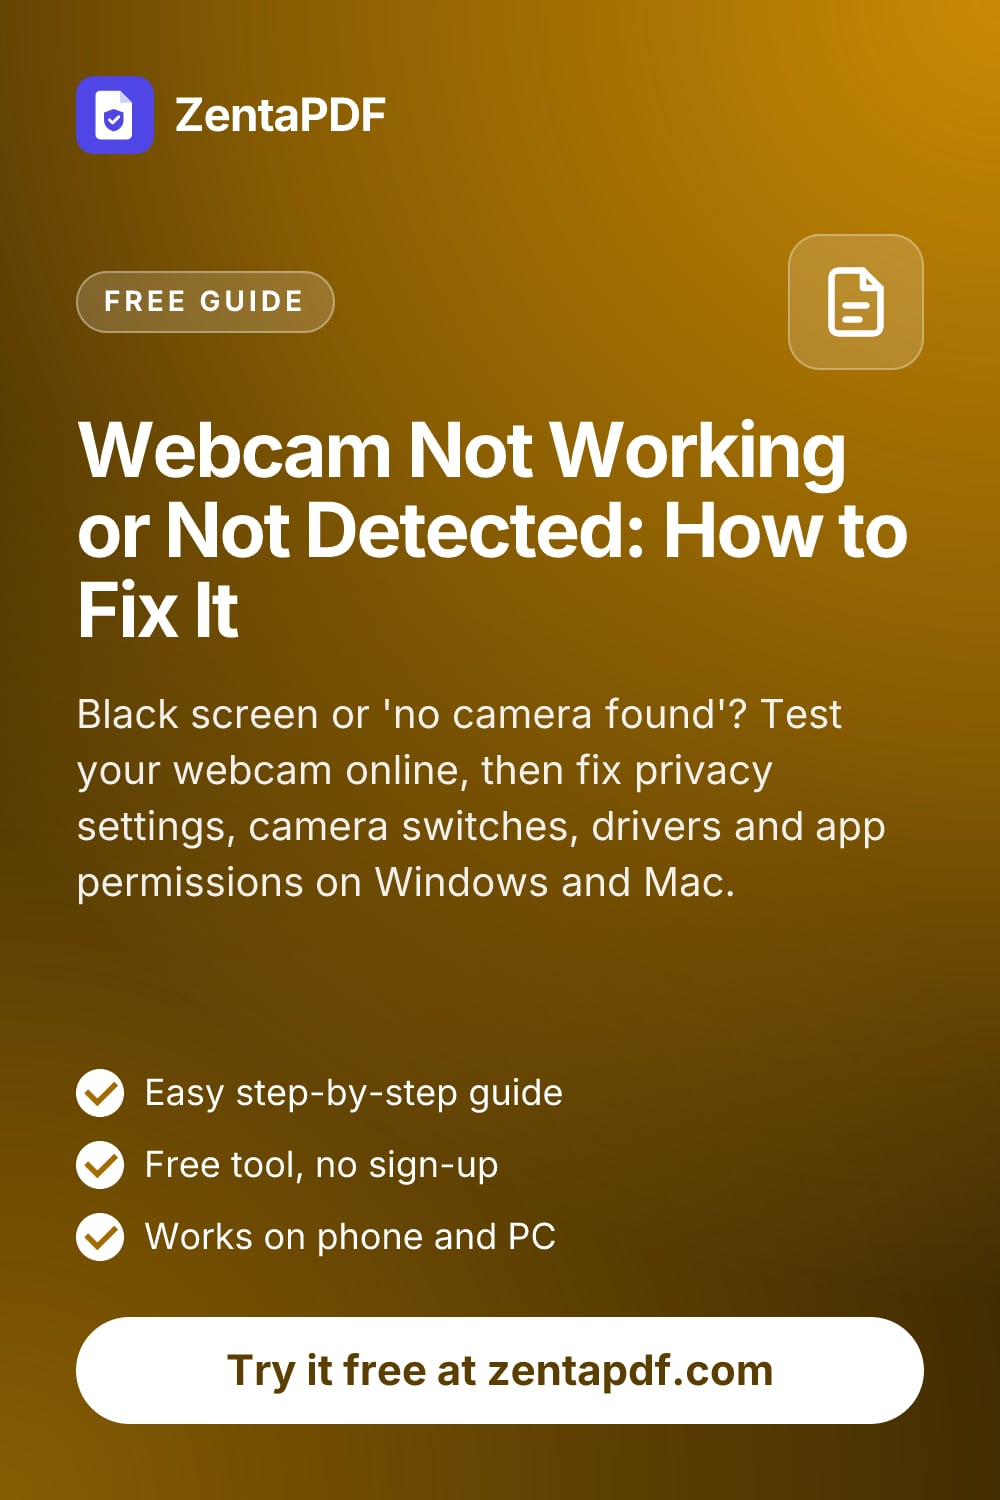 ZentaPDF
FREE GUIDE
Webcam Not Working
or Not Detected: How to
Fix It
Black screen or 'no camera found'? Test
your webcam online, then fix privacy
settings, camera switches, drivers and app
permissions on Windows and Mac.
Easy step-by-step guide
Free tool, no sign-up
Works on phone and PC
Try it free at zentapdf.com